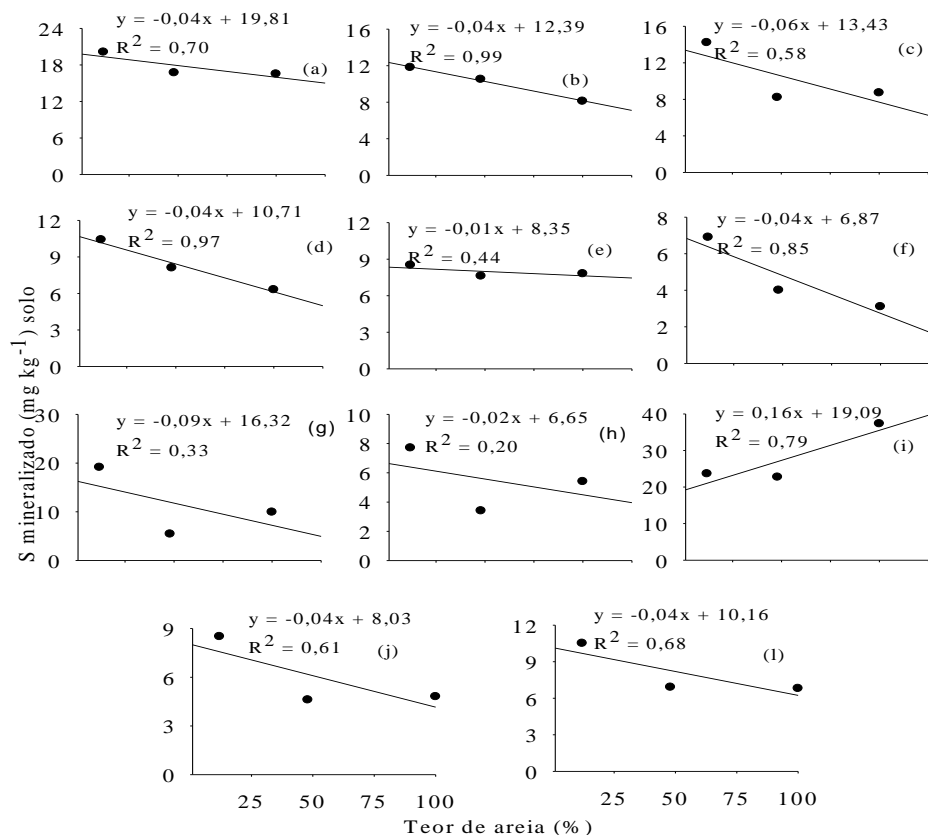 y = -0,04x + 19,81
R2 = 0,70
(a)
24
18
12
6
0
y = -0,04x + 12,39
R2 = 0,99
(b)
16
12
8
4
0
y = -0,06x + 13,43
R2 = 0,58
(c)
16
12
8
4
0
y = -0,04x + 10,71
R2 = 0,97
(d)
12
9
6
3
0
y = -0,01x + 8,35
R2 = 0,44
(e)
12
9
6
3
0
y = -0,04x + 6,87
R2 = 0,85
(f)
8
6
4
2
0
S mineralizado (mg kg-1) solo
y = -0,09x + 16,32
R2 = 0,33
(g)
30
20
10
0
y = -0,02x + 6,65
R2 = 0,20
(h)
10
8
6
4
2
0
y = 0,16x + 19,09
R2 = 0,79
(i)
40
30
20
10
0
y = -0,04x + 8,03
R2 = 0,61
(j)
9
6
3
0
25 50 75 100
y = -0,04x + 10,16
R2 = 0,68
(l)
12
9
6
3
0
25 50 75 100
Teor de areia (%)